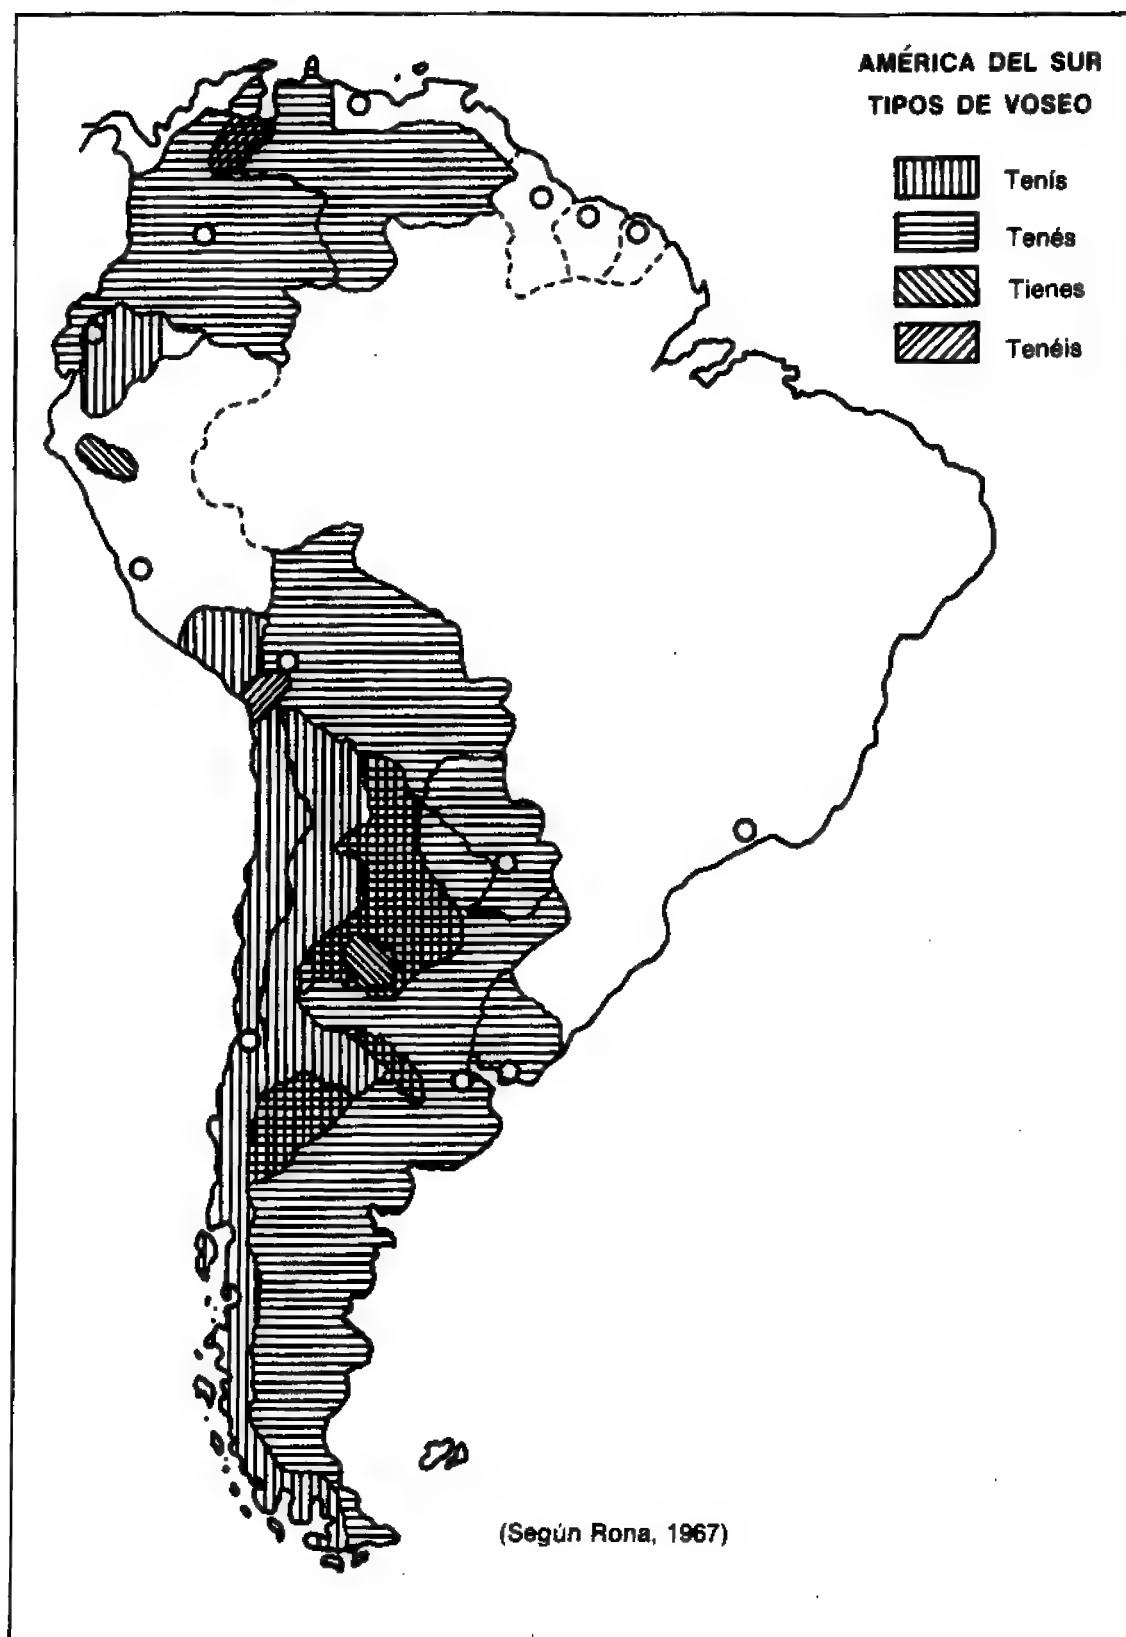 AMÉRICA DEL SUR
TIPOS DE VOSEO
Tenís
Tenés
Tienes
Tenéis
(Según Rona, 1967)